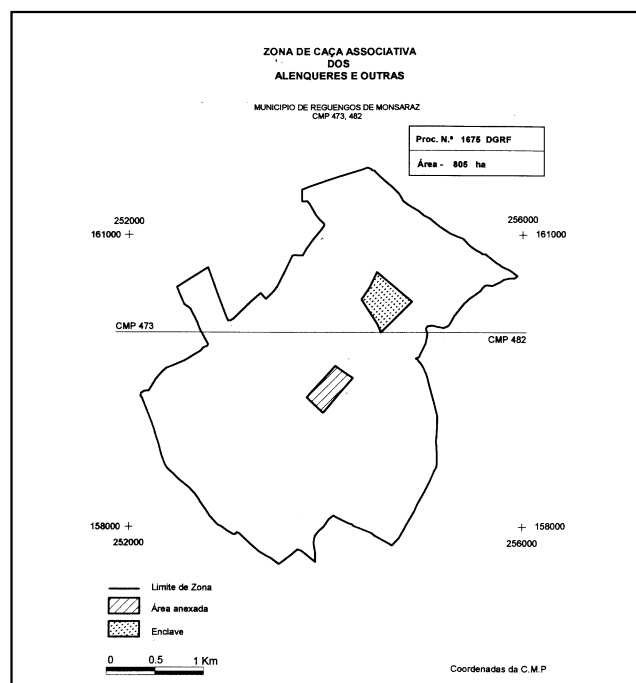 ZONA DE CAÇA ASSOCIATIVA
DOS
ALENQUERES E OUTRAS
MUNICIPIO DE REGUENGOS DE MONSARAZ
CMP 473, 482
Proc. N.º 1675 DGRF
Área - 805 ha
252000
161000
256000
161000
CMP 473
CMP 482
158000
252000
158000
256000
Limite de Zona
Área anexada
Enclave
0 0.5 1 Km
Coordenadas da C.M.P